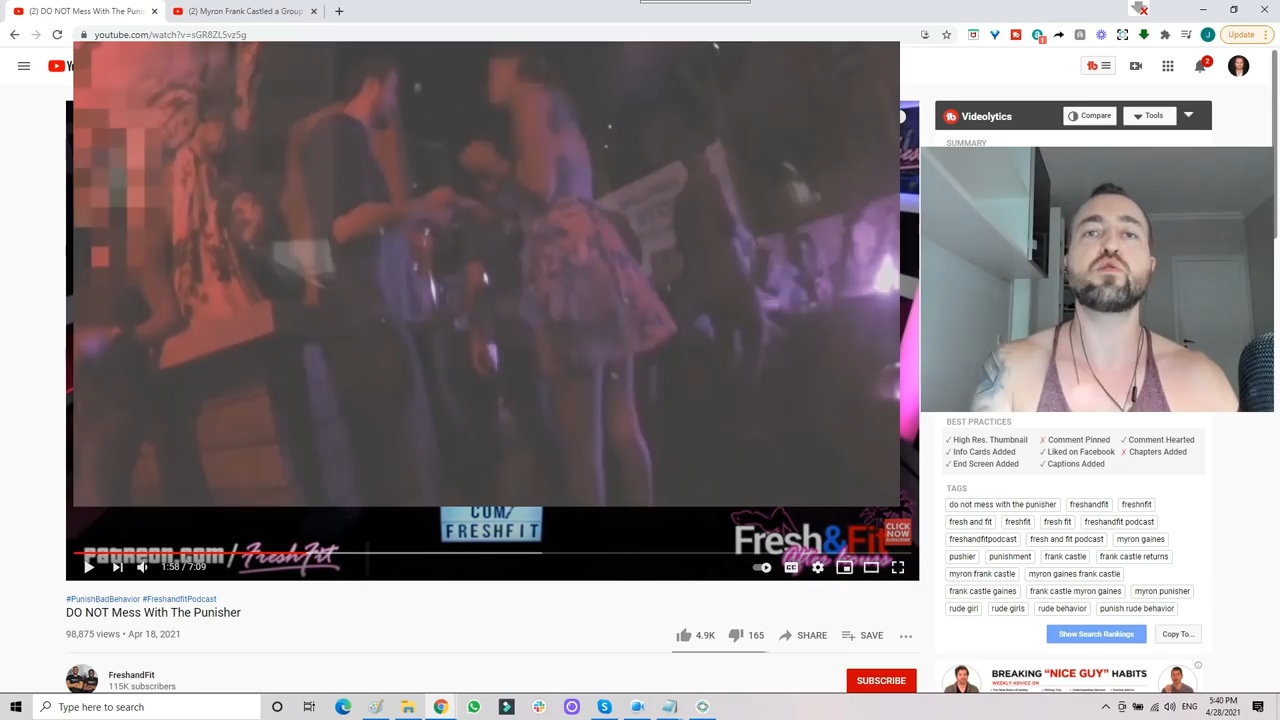 (2) DO NOT Mess With The Puni
(2) Myron Frank Castled a Group
youtube.com/watch?v=sGR8ZL5vz5g
1
Update
2
Videolytics
Compare
Tools
SUMMARY
BEST PRACTICES
✓ High Res. Thumbnail ✗ Comment Pinned ✓ Comment Hearted
✓ Info Cards Added ✓ Liked on Facebook ✗ Chapters Added
✓ End Screen Added ✓ Captions Added
TAGS
do not mess with the punisher freshandfit freshnfit
fresh and fit freshfit fresh fit freshandfit podcast
freshandfitpodcast fresh and fit podcast myron gaines
pushier punishment frank castle frank castle returns
myron frank castle myron gaines frank castle
frank castle gaines frank castle myron gaines myron punisher
rude girl rude girls rude behavior punish rude behavior
Show Search Rankings
Copy To...
COM/
FRESHFIT
Fresh&Fit
After
CLICK
NOW
patreon.com/FreshFit
1:58 / 7:09
#PunishBadBehavior #FreshandfitPodcast
DO NOT Mess With The Punisher
98,875 views • Apr 18, 2021
4.9K
165
SHARE
SAVE
FreshandFit
115K subscribers
SUBSCRIBE
BREAKING "NICE GUY" HABITS
WEEKLY ADVICE ON
Type here to search
ENG
5:40 PM
4/28/2021